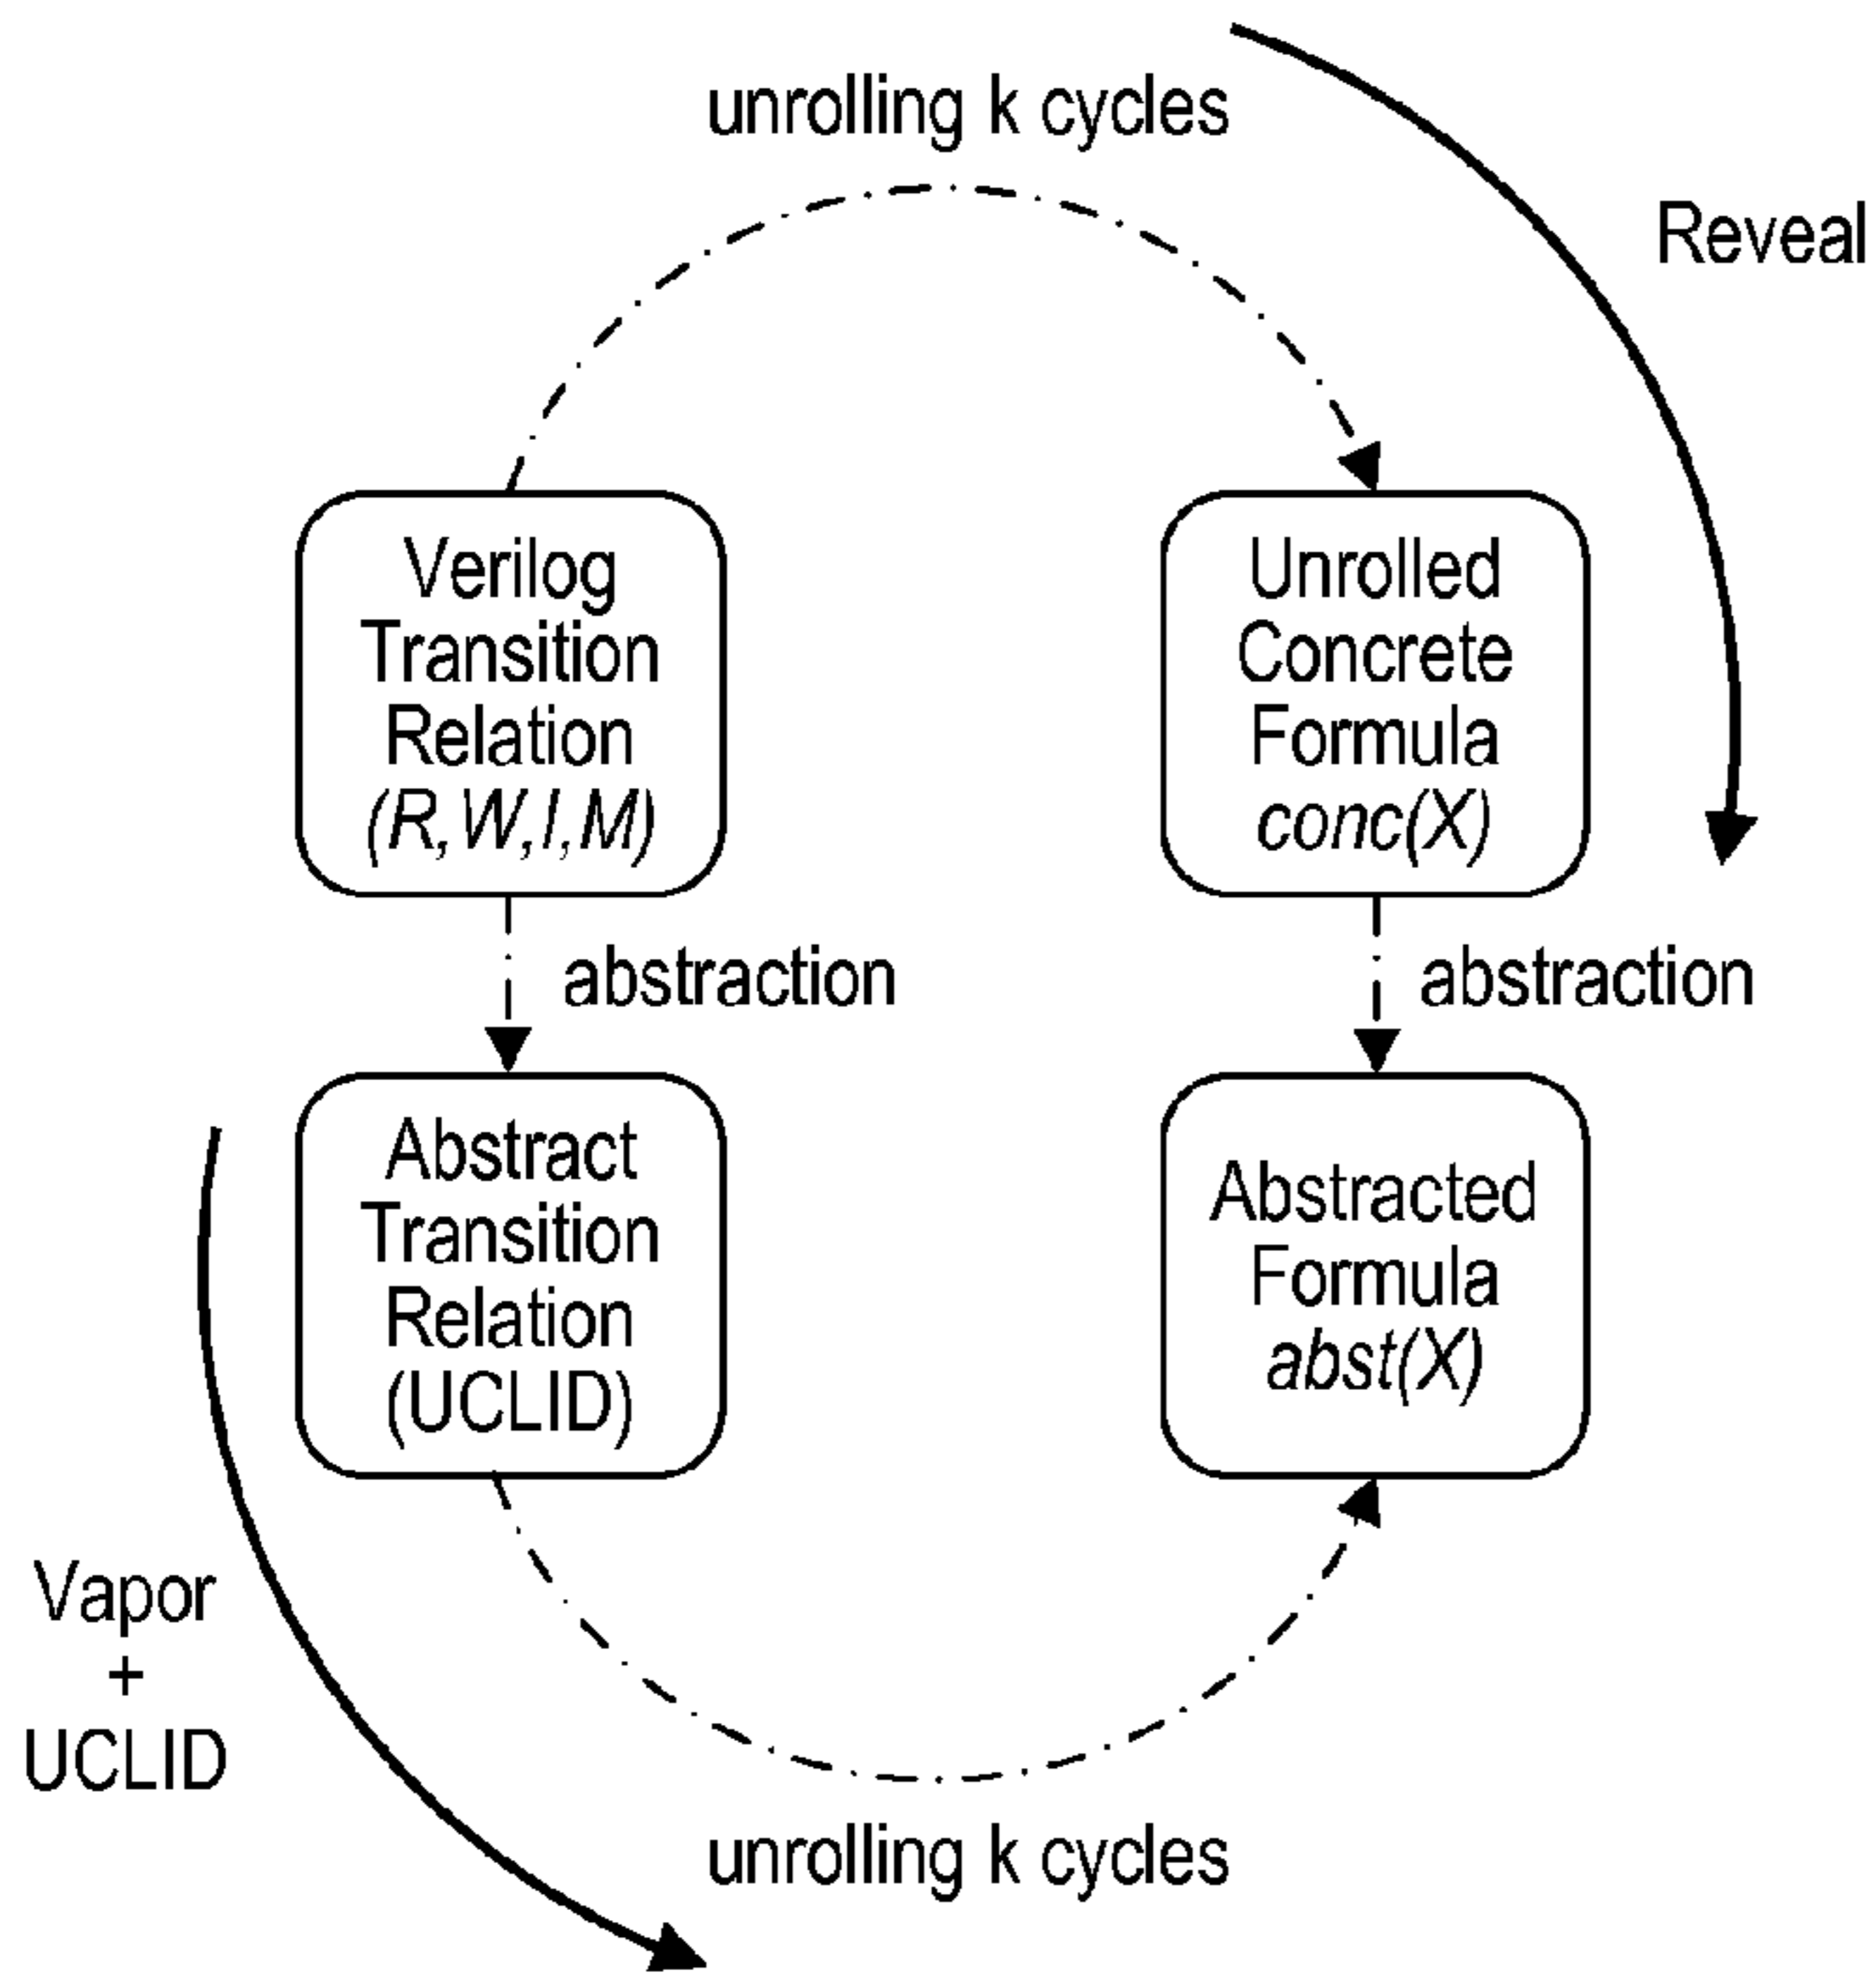 unrolling k cycles
Reveal
Verilog
Transition
Relation
(R,W,I,M)
Unrolled
Concrete
Formula
conc(X)
abstraction
abstraction
Abstract
Transition
Relation
(UCLID)
Abstracted
Formula
abst(X)
Vapor
+
UCLID
unrolling k cycles